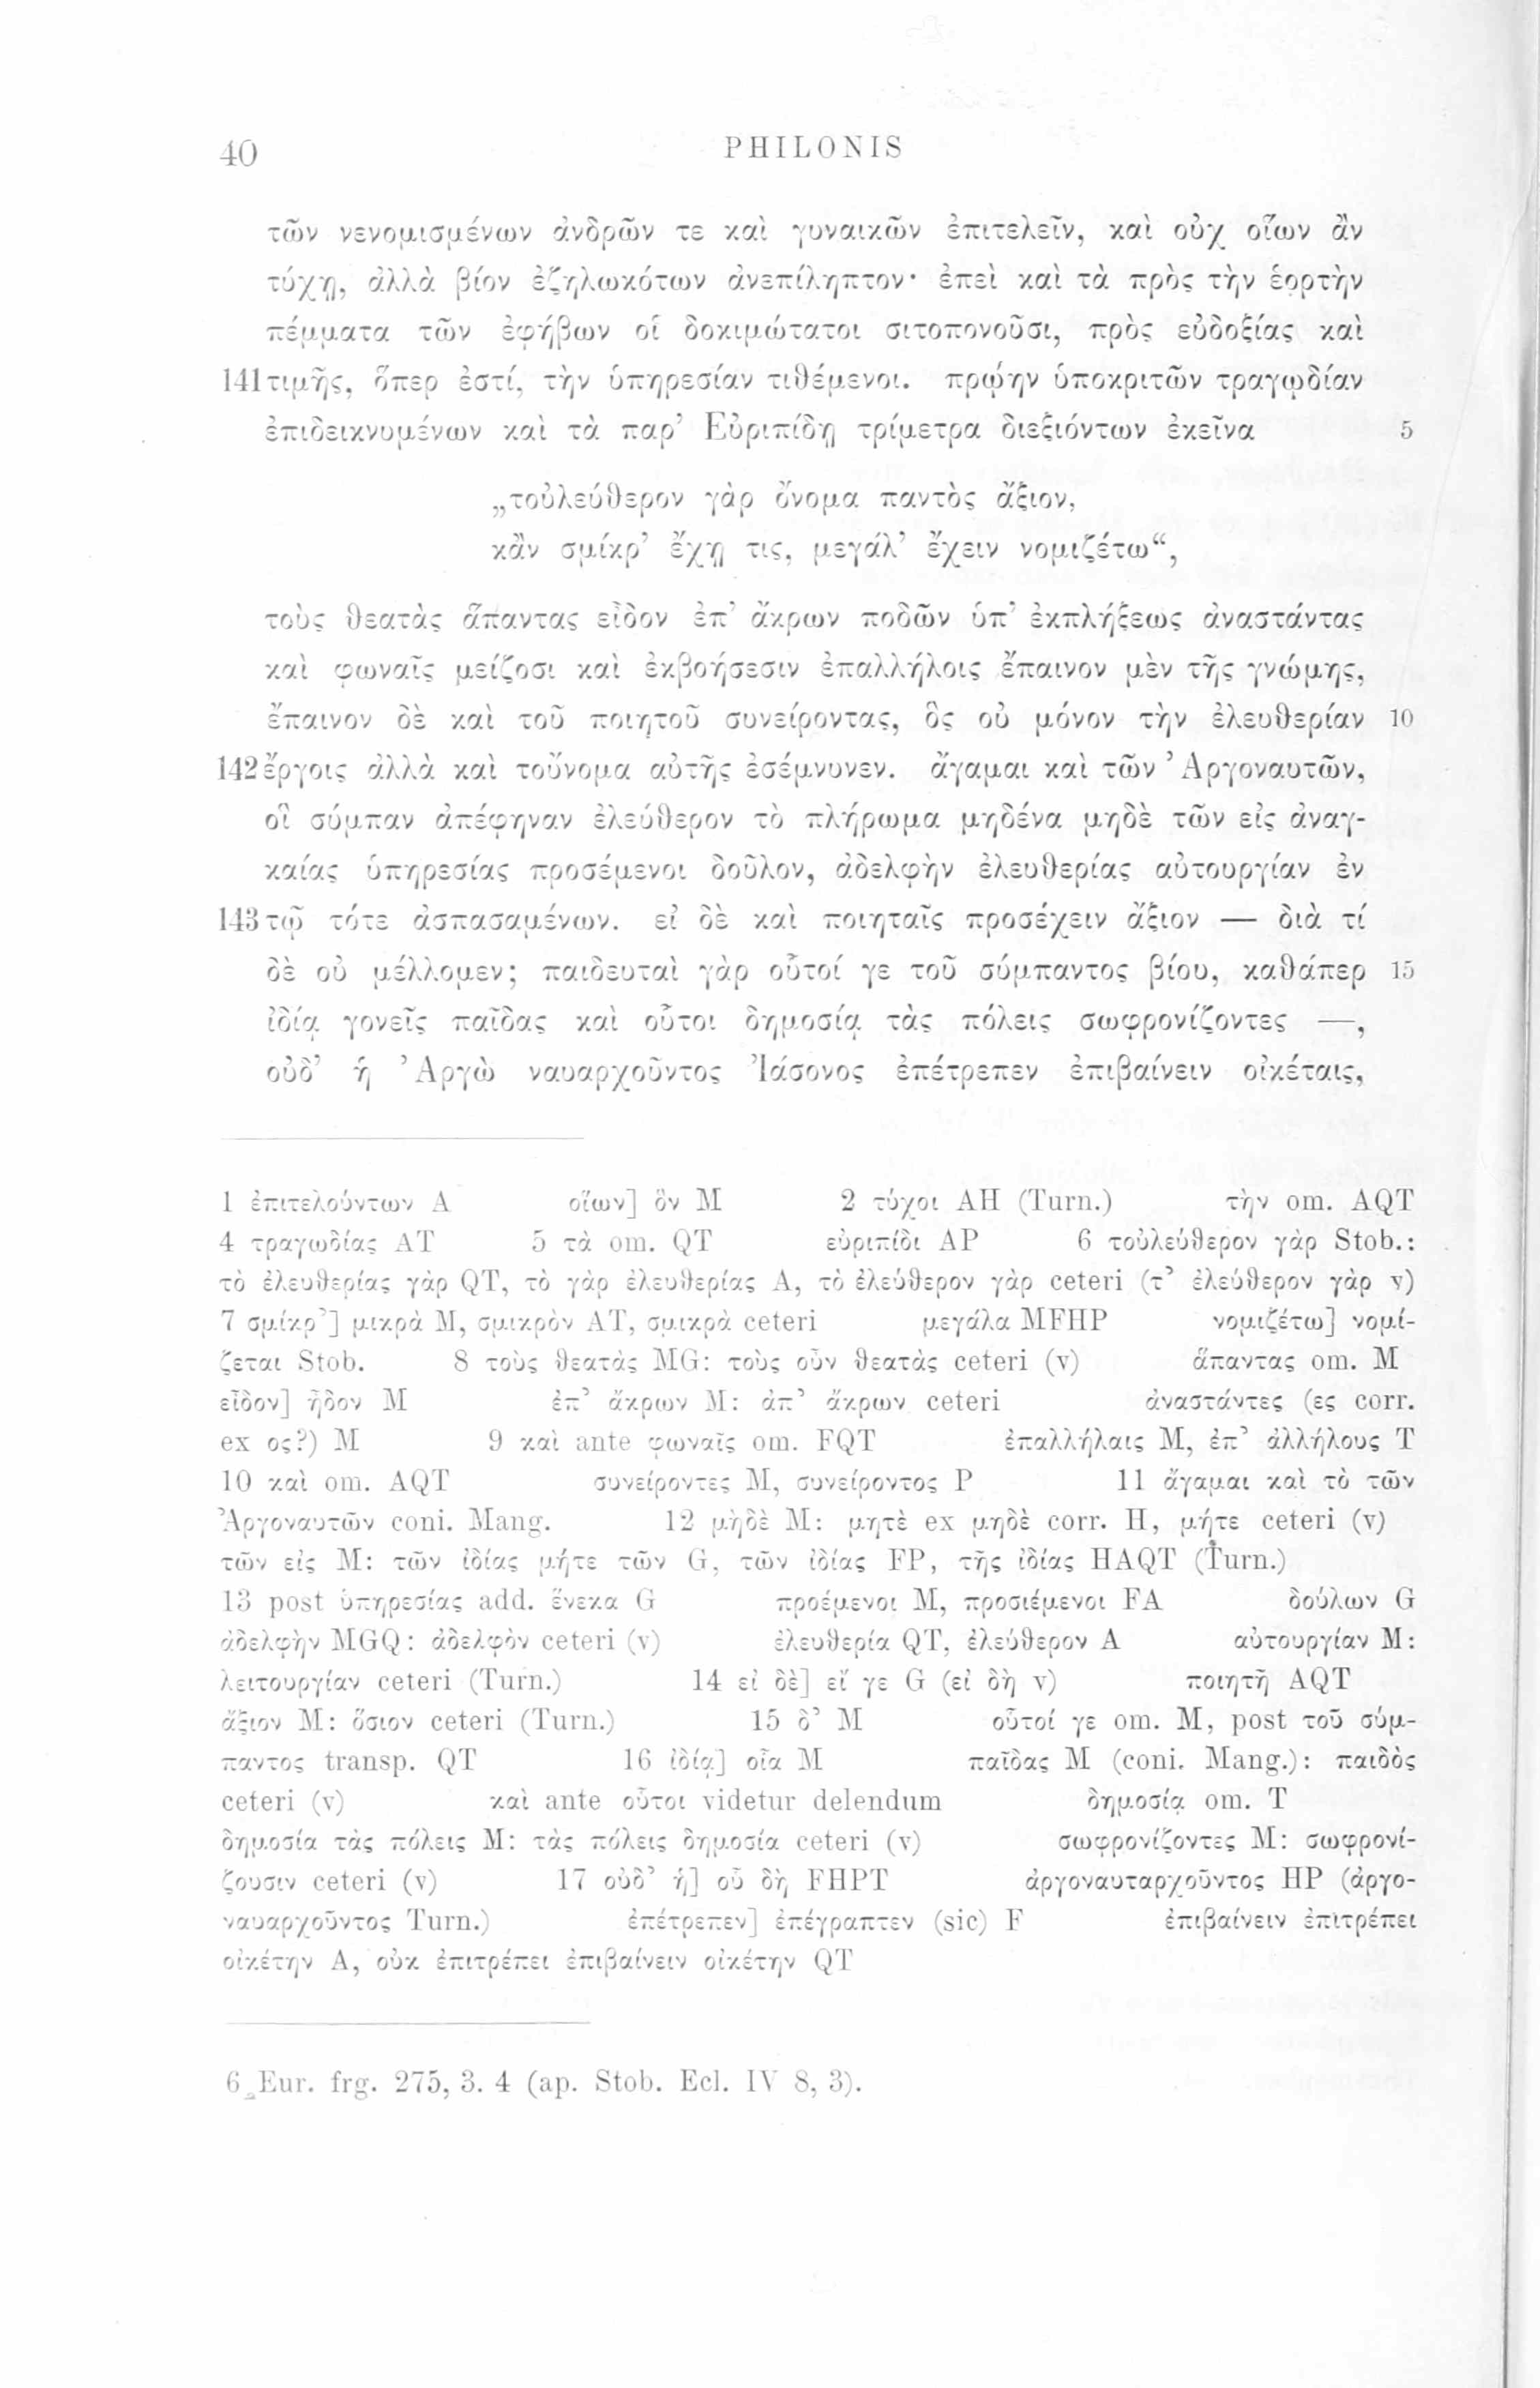 40 PHILONIS
τῶν νενομισμένων ἀνδρῶν τε καὶ γυναικῶν ἐπιτελεῖν, καὶ οὐχ οἵων ἂν
τύχῃ, ἀλλὰ βίον ἐζηλωκότων ἀνεπίληπτον· ἐπεὶ καὶ τὰ πρὸς τὴν ἑορτὴν
πέμματα τῶν ἐφήβων οἱ δοκιμώτατοι σιτοπονοῦσι, πρὸς εὐδοξίας καὶ
141 τιμῆς, ὅπερ ἐστί, τὴν ὑπηρεσίαν τιθέμενοι. πρῴην ὑποκριτῶν τραγῳδίαν
ἐπιδεικνυμένων καὶ τὰ παρ’ Εὐριπίδῃ τρίμετρα διεξιόντων ἐκεῖνα 5
„τοὐλεύθερον γὰρ ὄνομα παντὸς ἄξιον,
κἂν σμίκρ’ ἔχῃ τις, μεγάλ’ ἔχειν νομιζέτω“,
τοὺς θεατὰς ἅπαντας εἶδον ἐπ’ ἄκρων ποδῶν ὑπ’ ἐκπλήξεως ἀναστάντας
καὶ φωναῖς μείζοσι καὶ ἐκβοήσεσιν ἐπαλλήλοις ἔπαινον μὲν τῆς γνώμης,
ἔπαινον δὲ καὶ τοῦ ποιητοῦ συνείροντας, ὃς οὐ μόνον τὴν ἐλευθερίαν 10
142 ἔργοις ἀλλὰ καὶ τοὔνομα αὐτῆς ἐσέμνυνεν. ἄγαμαι καὶ τῶν Ἀργοναυτῶν,
οἳ σύμπαν ἀπέφηναν ἐλεύθερον τὸ πλήρωμα μηδένα μηδὲ τῶν εἰς ἀναγ-
καίας ὑπηρεσίας προσέμενοι δοῦλον, ἀδελφὴν ἐλευθερίας αὐτουργίαν ἐν
143 τῷ τότε ἀσπασαμένων. εἰ δὲ καὶ ποιηταῖς προσέχειν ἄξιον — διὰ τί
δὲ οὐ μέλλομεν; παιδευταὶ γὰρ οὗτοί γε τοῦ σύμπαντος βίου, καθάπερ 15
ἰδίᾳ γονεῖς παῖδας καὶ οὗτοι δημοσίᾳ τὰς πόλεις σωφρονίζοντες —,
οὐδ’ ἡ Ἀργὼ ναυαρχοῦντος Ἰάσονος ἐπέτρεπεν ἐπιβαίνειν οἰκέταις,
1 ἐπιτελούντων A οἵων] ὃν M 2 τύχοι AH (Turn.) τὴν om. AQT
4 τραγωδίας AT 5 τὰ om. QT εὐριπίδι AP 6 τοὐλεύθερον γὰρ Stob.:
τὸ ἐλευθερίας γὰρ QT, τὸ γὰρ ἐλευθερίας A, τὸ ἐλεύθερον γὰρ ceteri (τ’ ἐλεύθερον γὰρ v)
7 σμίκρ’] μικρὰ M, σμικρὸν AT, σμικρὰ ceteri μεγάλα MFHP νομιζέτω] νομί-
ζεται Stob. 8 τοὺς θεατὰς MG: τοὺς οὖν θεατὰς ceteri (v) ἅπαντας om. M
εἶδον] ᾖδον M ἐπ’ ἄκρων M: ἀπ’ ἄκρων ceteri ἀναστάντες (ες corr.
ex ος?) M 9 καὶ ante φωναῖς om. FQT ἐπαλλήλαις M, ἐπ’ ἀλλήλους T
10 καὶ om. AQT συνείροντες M, συνείροντος P 11 ἄγαμαι καὶ τὸ τῶν
Ἀργοναυτῶν coni. Mang. 12 μηδὲ M: μητὲ ex μηδὲ corr. H, μήτε ceteri (v)
τῶν εἰς M: τῶν ἰδίας μήτε τῶν G, τῶν ἰδίας FP, τῆς ἰδίας HAQT (Turn.)
13 post ὑπηρεσίας add. ἕνεκα G προέμενοι M, προσιέμενοι FA δούλων G
ἀδελφὴν MGQ: ἀδελφὸν ceteri (v) ἐλευθερία QT, ἐλεύθερον A αὐτουργίαν M:
λειτουργίαν ceteri (Turn.) 14 εἰ δὲ] εἴ γε G (εἰ δὴ v) ποιητῇ AQT
ἄξιον M: ὅσιον ceteri (Turn.) 15 δ’ M οὗτοί γε om. M, post τοῦ σύμ-
παντος transp. QT 16 ἰδίᾳ] οἷα M παῖδας M (coni. Mang.): παιδὸς
ceteri (v) καὶ ante οὗτοι videtur delendum δημοσίᾳ om. T
δημοσία τὰς πόλεις M: τὰς πόλεις δημοσία ceteri (v) σωφρονίζοντες M: σωφρονί-
ζουσιν ceteri (v) 17 οὐδ’ ἡ] οὐ δὴ FHPT ἀργοναυταρχοῦντος HP (ἀργο-
ναυαρχοῦντος Turn.) ἐπέτρεπεν] ἐπέγραπτεν (sic) F ἐπιβαίνειν ἐπιτρέπει
οἰκέτην A, οὐκ ἐπιτρέπει ἐπιβαίνειν οἰκέτην QT
6 Eur. frg. 275, 3. 4 (ap. Stob. Ecl. IV 8, 3).